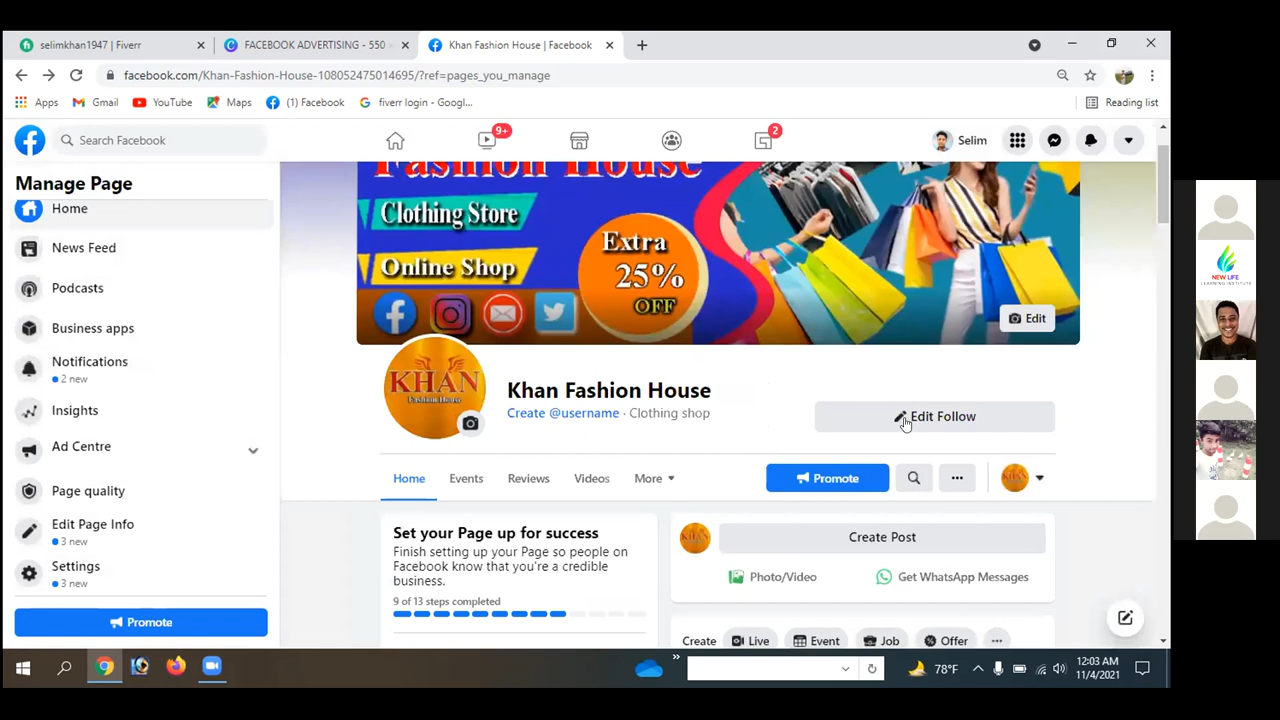 selimkhan1947 | Fiverr
FACEBOOK ADVERTISING - 550
Khan Fashion House | Facebook
facebook.com/Khan-Fashion-House-108052475014695/?ref=pages_you_manage
Apps
Gmail
YouTube
Maps
(1) Facebook
fiverr login - Googl...
Reading list
Search Facebook
9+
2
Selim
Manage Page
Home
News Feed
Podcasts
Business apps
Notifications
2 new
Insights
Ad Centre
Page quality
Edit Page Info
3 new
Settings
3 new
Promote
Fashion House
Clothing Store
Online Shop
Extra
25%
OFF
Edit
KHAN
Fashion House
Khan Fashion House
Create @username · Clothing shop
Edit Follow
Home
Events
Reviews
Videos
More
Promote
Set your Page up for success
Finish setting up your Page so people on
Facebook know that you're a credible
business.
9 of 13 steps completed
KHAN
Create Post
Photo/Video
Get WhatsApp Messages
Create
Live
Event
Job
Offer
NEW LIFE
LEARNING INSTITUTE
78°F
12:03 AM
11/4/2021